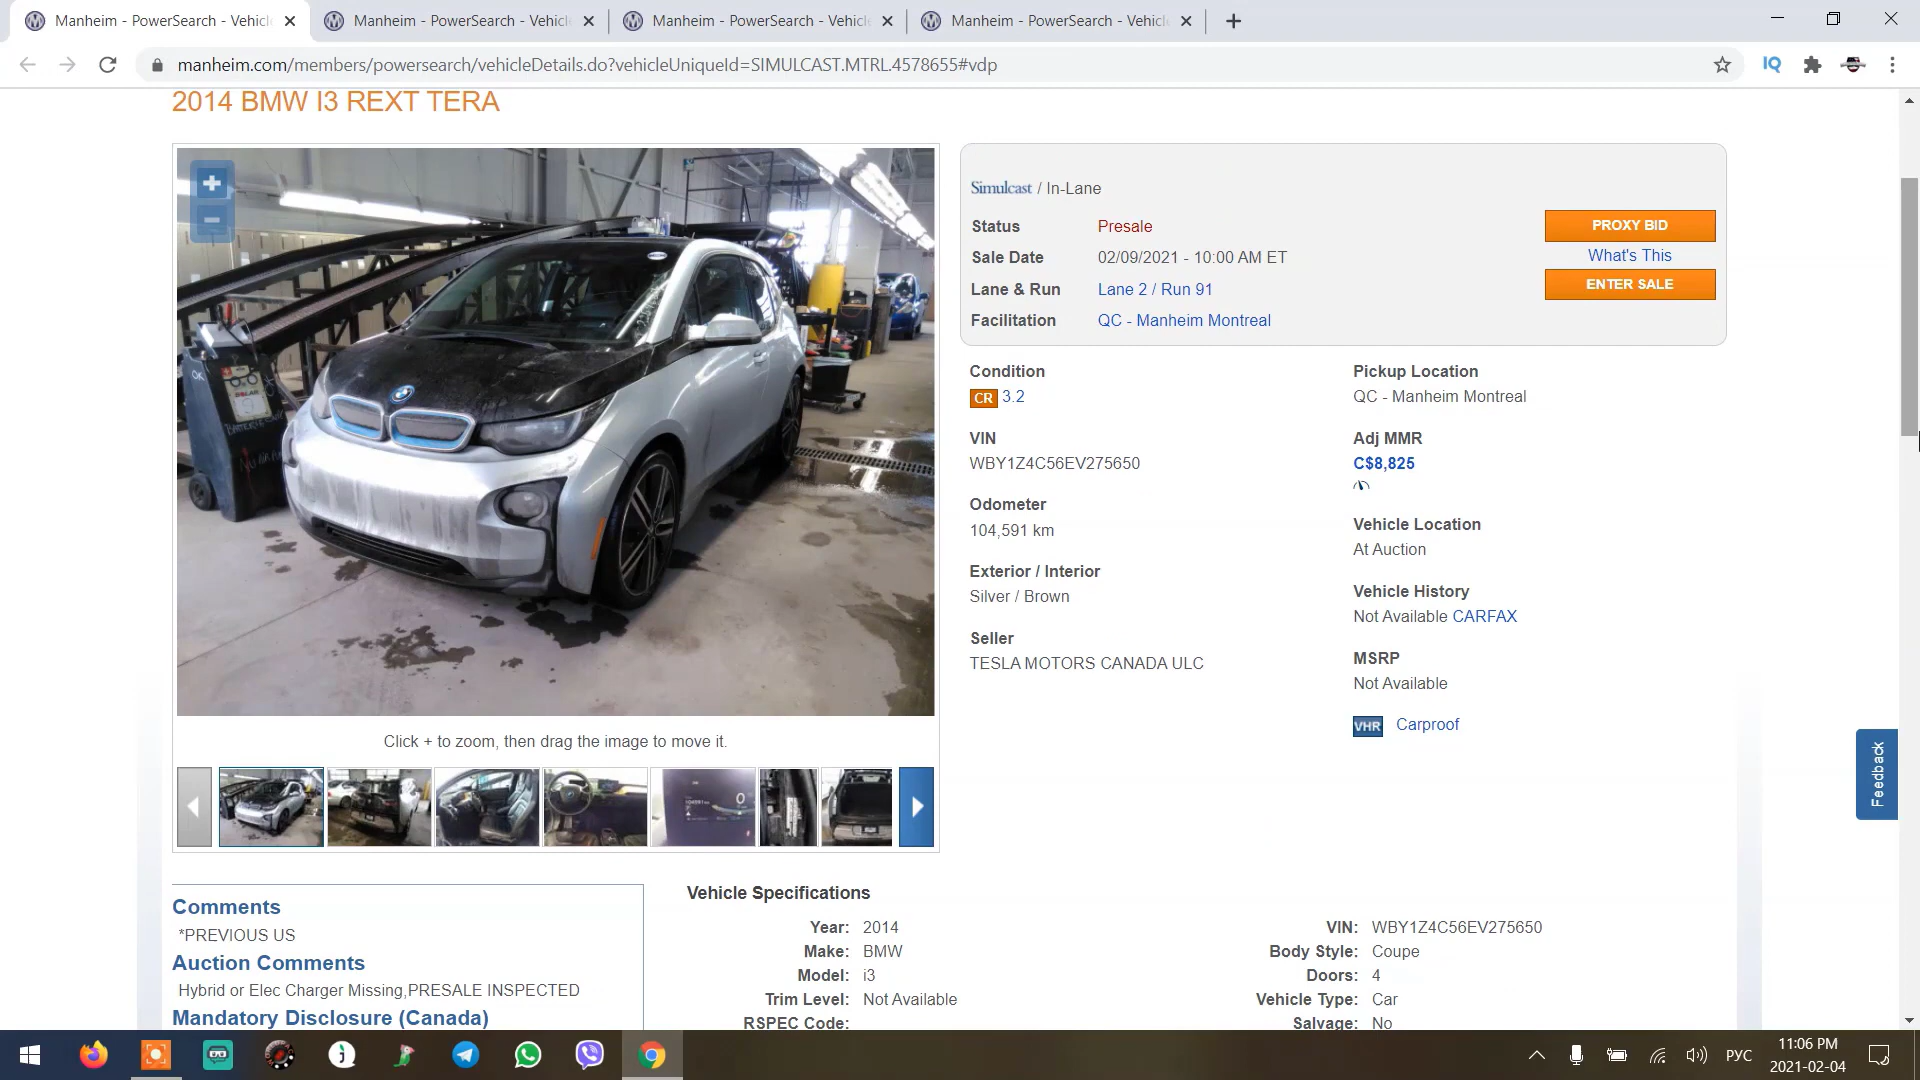 Manheim - PowerSearch - Vehicl
Manheim - PowerSearch - Vehicl
Manheim - PowerSearch - Vehicl
Manheim - PowerSearch - Vehicl
manheim.com/members/powersearch/vehicleDetails.do?vehicleUniqueId=SIMULCAST.MTRL.4578655#vdp
IQ
2014 BMW I3 REXT TERA
Simulcast / In-Lane
Status Presale
Sale Date 02/09/2021 - 10:00 AM ET
Lane & Run Lane 2 / Run 91
Facilitation QC - Manheim Montreal
PROXY BID
What's This
ENTER SALE
Condition
CR 3.2
VIN
WBY1Z4C56EV275650
Odometer
104,591 km
Exterior / Interior
Silver / Brown
Seller
TESLA MOTORS CANADA ULC
Pickup Location
QC - Manheim Montreal
Adj MMR
C$8,825
Vehicle Location
At Auction
Vehicle History
Not Available CARFAX
MSRP
Not Available
VHR Carproof
Feedback
Click + to zoom, then drag the image to move it.
Comments
*PREVIOUS US
Auction Comments
Hybrid or Elec Charger Missing,PRESALE INSPECTED
Mandatory Disclosure (Canada)
Vehicle Specifications
Year: 2014
Make: BMW
Model: i3
Trim Level: Not Available
RSPEC Code:
VIN: WBY1Z4C56EV275650
Body Style: Coupe
Doors: 4
Vehicle Type: Car
Salvage: No
РУС
11:06 PM
2021-02-04